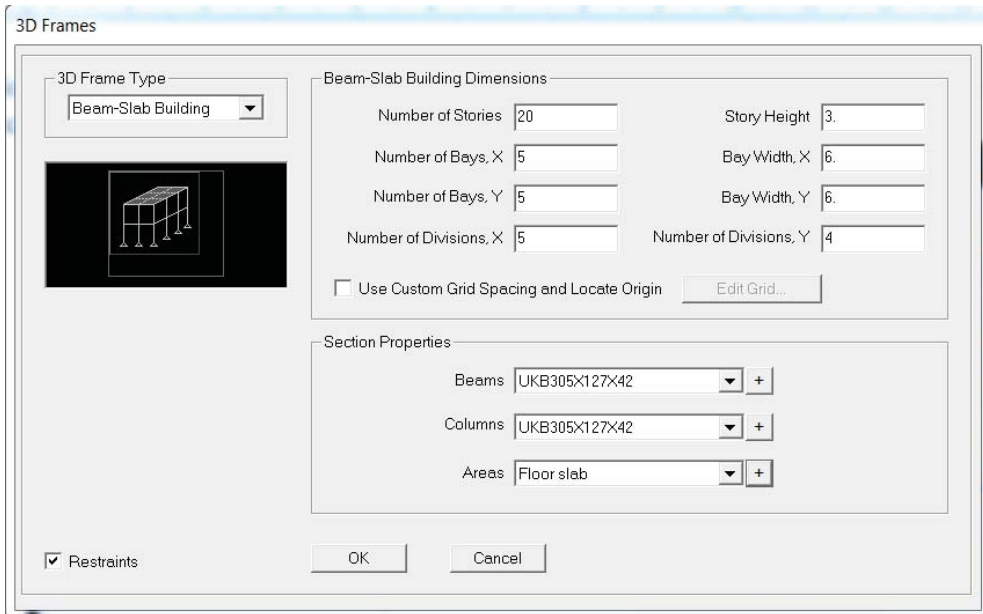 3D Frames
3D Frame Type
Beam-Slab Building
Beam-Slab Building Dimensions
Number of Stories 20
Story Height 3.
Number of Bays, X 5
Bay Width, X 6.
Number of Bays, Y 5
Bay Width, Y 6.
Number of Divisions, X 5
Number of Divisions, Y 4
Use Custom Grid Spacing and Locate Origin
Edit Grid...
Section Properties
Beams UKB305X127X42 +
Columns UKB305X127X42 +
Areas Floor slab +
Restraints
OK
Cancel